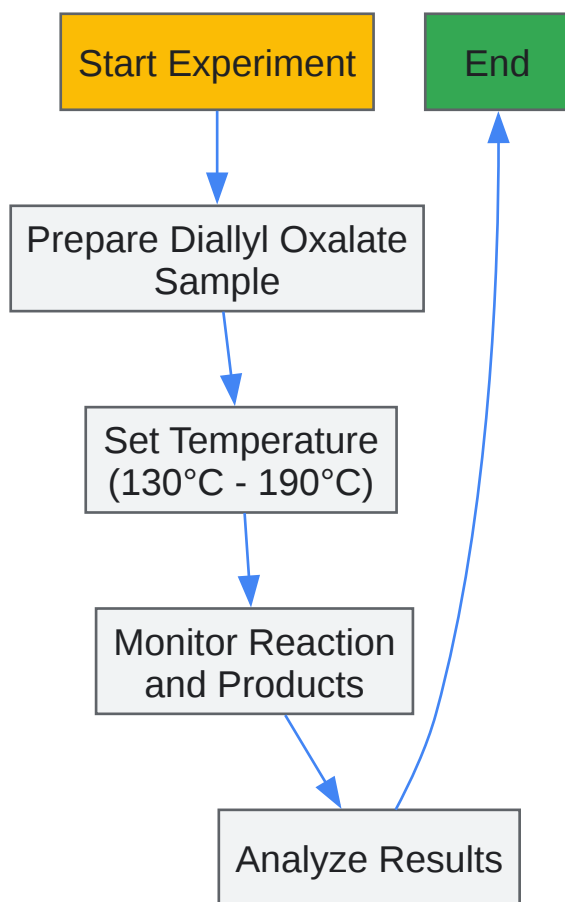 Start Experiment
End
Prepare Diallyl Oxalate
Sample
Set Temperature
(130°C - 190°C)
Monitor Reaction
and Products
Analyze Results